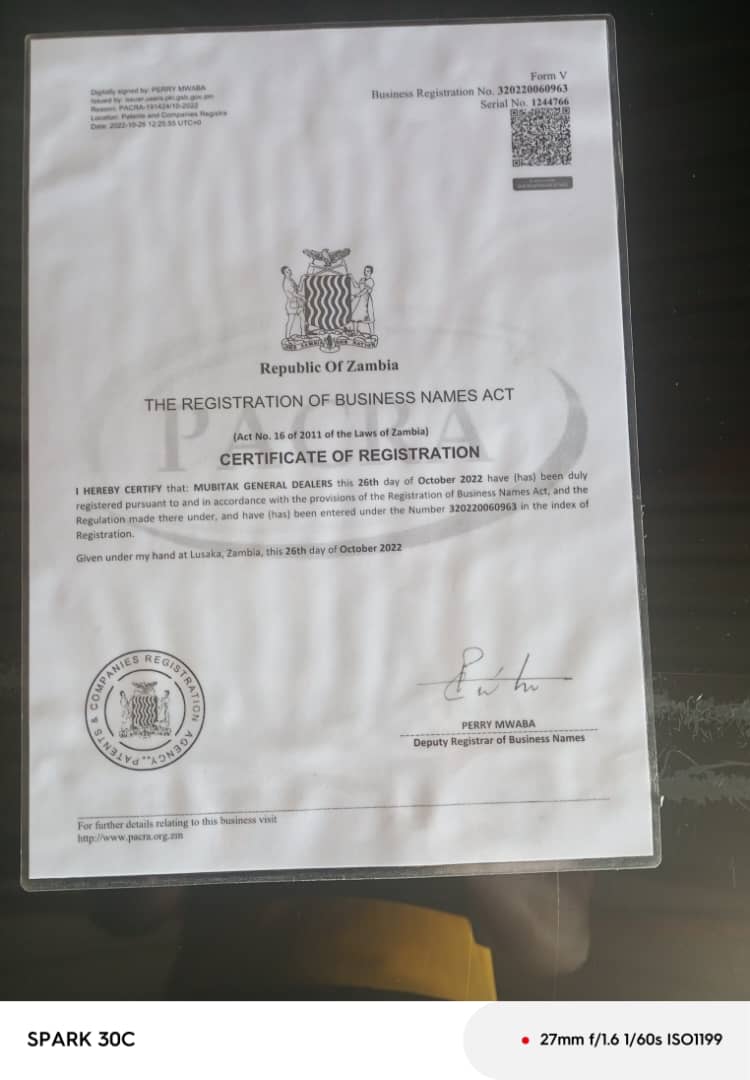 Digitally signed by: PERRY MWABA
Reason: PACRA-191424/10-2022
Location: Patents and Companies Registra
Date: 2022-10-26 12:25:55 UTC+0
Form V
Business Registration No. 320220060963
Serial No. 1244766
Republic Of Zambia
PACRA
THE REGISTRATION OF BUSINESS NAMES ACT
(Act No. 16 of 2011 of the Laws of Zambia)
CERTIFICATE OF REGISTRATION
I HEREBY CERTIFY that: MUBITAK GENERAL DEALERS this 26th day of October 2022 have (has) been duly
registered pursuant to and in accordance with the provisions of the Registration of Business Names Act, and the
Regulation made there under, and have (has) been entered under the Number 320220060963 in the index of
Registration.
Given under my hand at Lusaka, Zambia, this 26th day of October 2022
PATENTS & COMPANIES REGISTRATION AGENCY
PERRY MWABA
Deputy Registrar of Business Names
For further details relating to this business visit
http://www.pacra.org.zm
SPARK 30C
27mm f/1.6 1/60s ISO1199